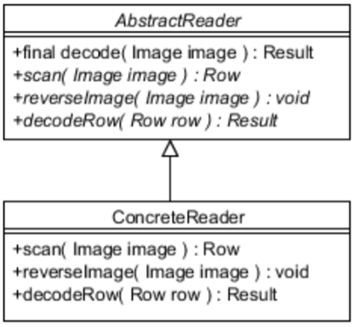 AbstractReader
+final decode( Image image ) : Result
+scan( Image image ) : Row
+reverseImage( Image image ) : void
+decodeRow( Row row ) : Result
ConcreteReader
+scan( Image image ) : Row
+reverseImage( Image image ) : void
+decodeRow( Row row ) : Result